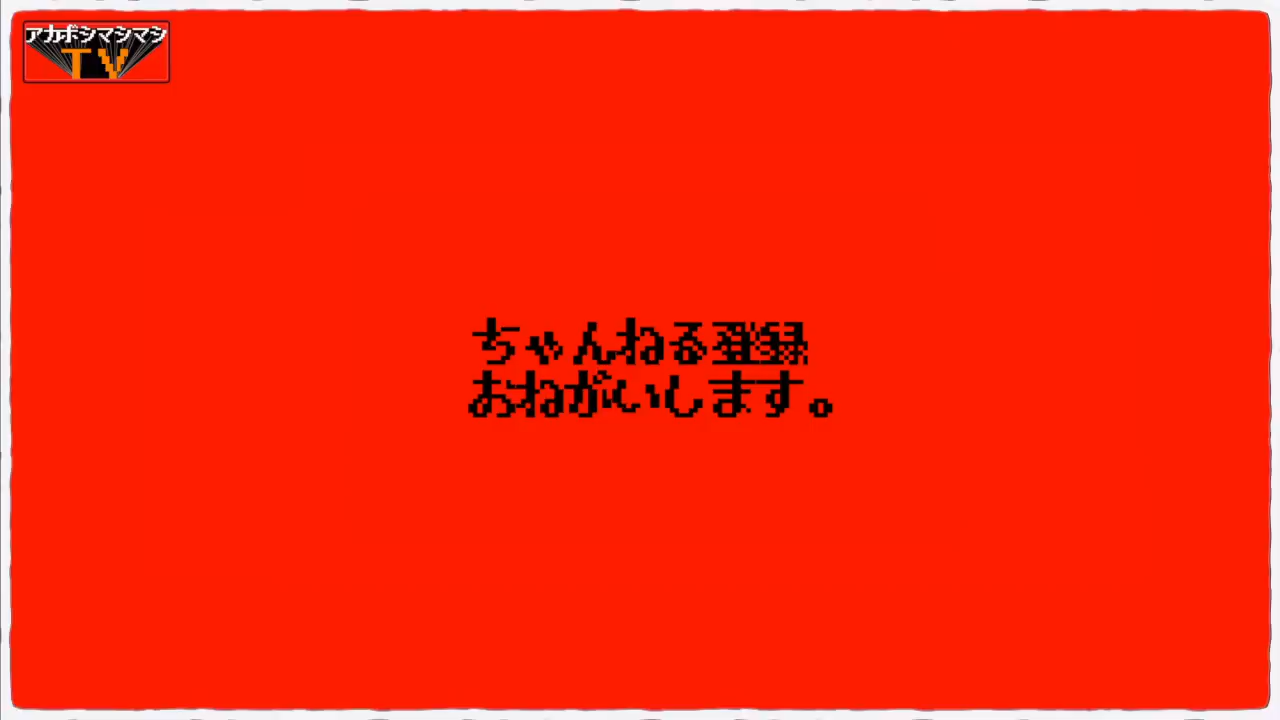 アカボシマシマシ
TV
ちゃんねる登録
おねがいします。